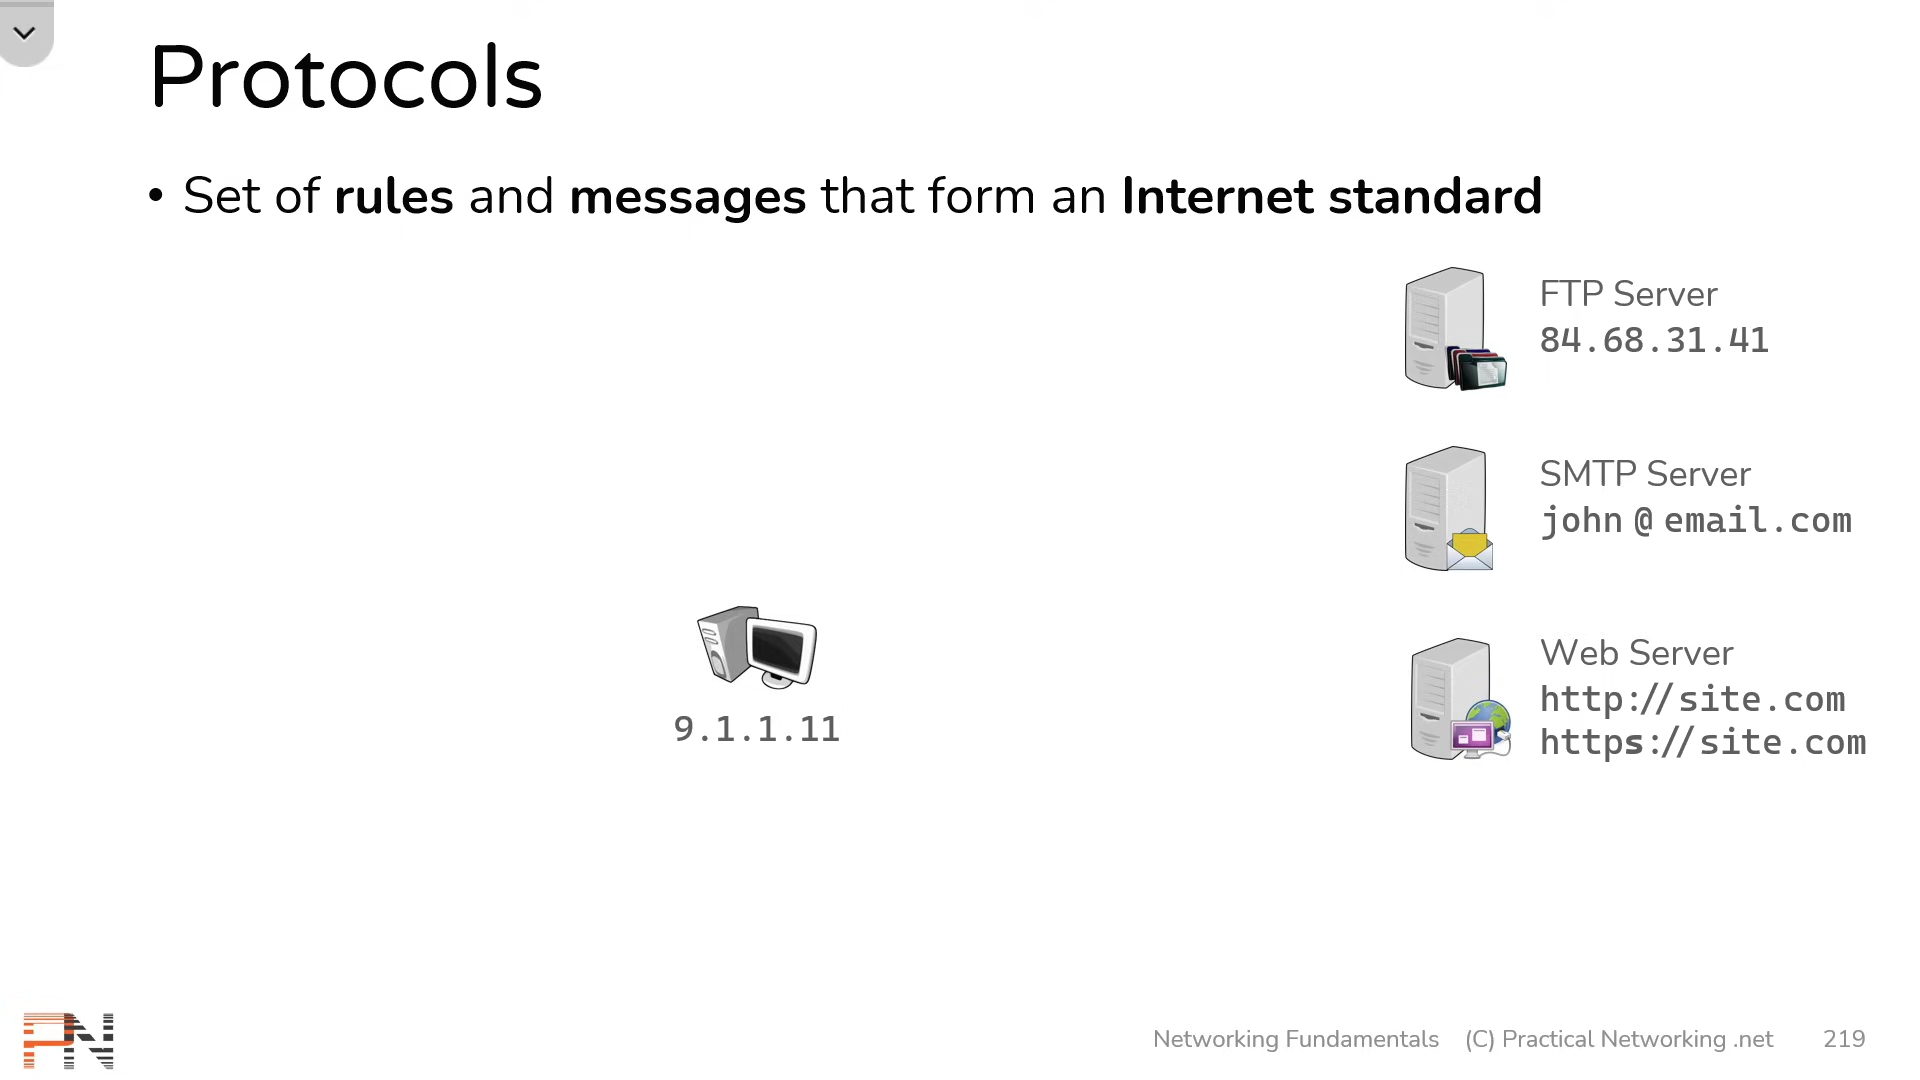 Protocols
• Set of rules and messages that form an Internet standard
FTP Server
84.68.31.41
SMTP Server
john@email.com
Web Server
http://site.com
https://site.com
9.1.1.11
PN
Networking Fundamentals (C) Practical Networking .net 219